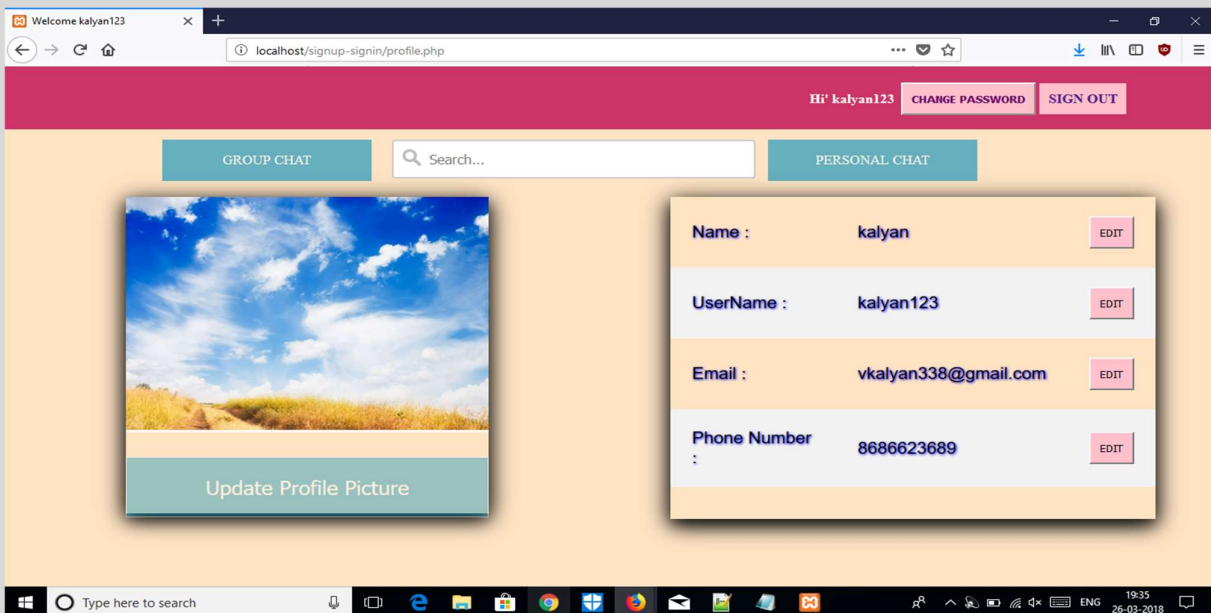 Welcome kalyan123
localhost/signup-signin/profile.php
Hi' kalyan123 CHANGE PASSWORD SIGN OUT
GROUP CHAT Search... PERSONAL CHAT
Name : kalyan EDIT
UserName : kalyan123 EDIT
Email : vkalyan338@gmail.com EDIT
Phone Number
: 8686623689 EDIT
Update Profile Picture
Type here to search ENG 19:35
26-03-2018